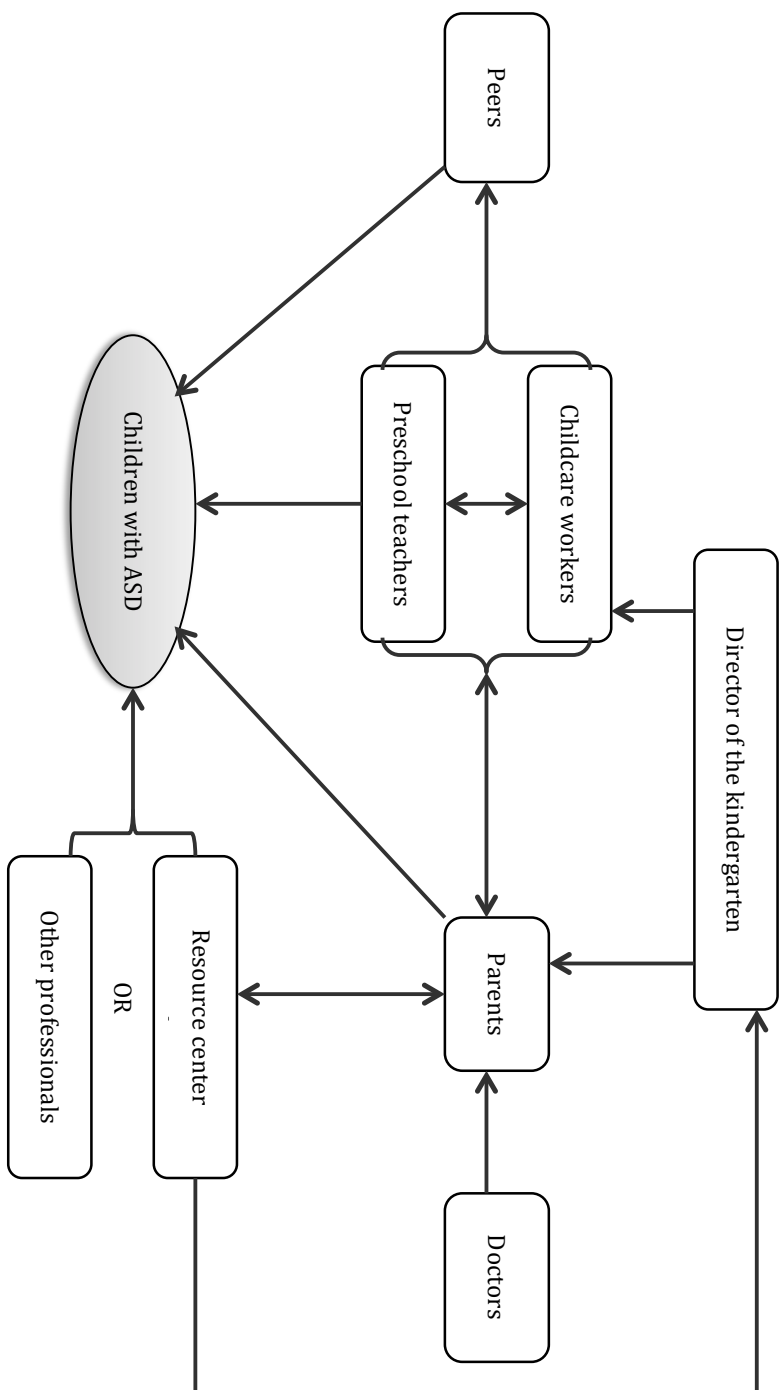 Director of the kindergarten
Childcare workers
Preschool teachers
Peers
Parents
Doctors
Children with ASD
Resource center
OR
Other professionals